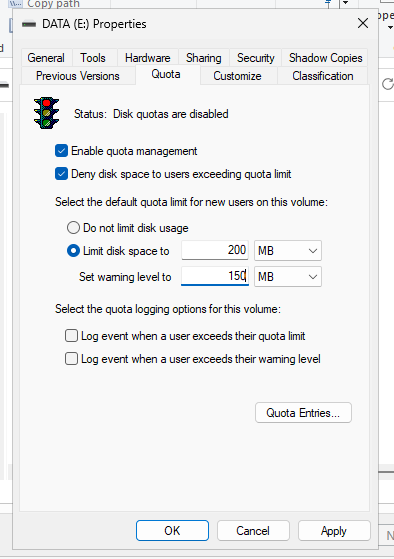 Copy path
DATA (E:) Properties
General Tools Hardware Sharing Security Shadow Copies
Previous Versions Quota Customize Classification
Status: Disk quotas are disabled
Enable quota management
Deny disk space to users exceeding quota limit
Select the default quota limit for new users on this volume:
Do not limit disk usage
Limit disk space to 200 MB
Set warning level to 150 MB
Select the quota logging options for this volume:
Log event when a user exceeds their quota limit
Log event when a user exceeds their warning level
Quota Entries...
OK Cancel Apply